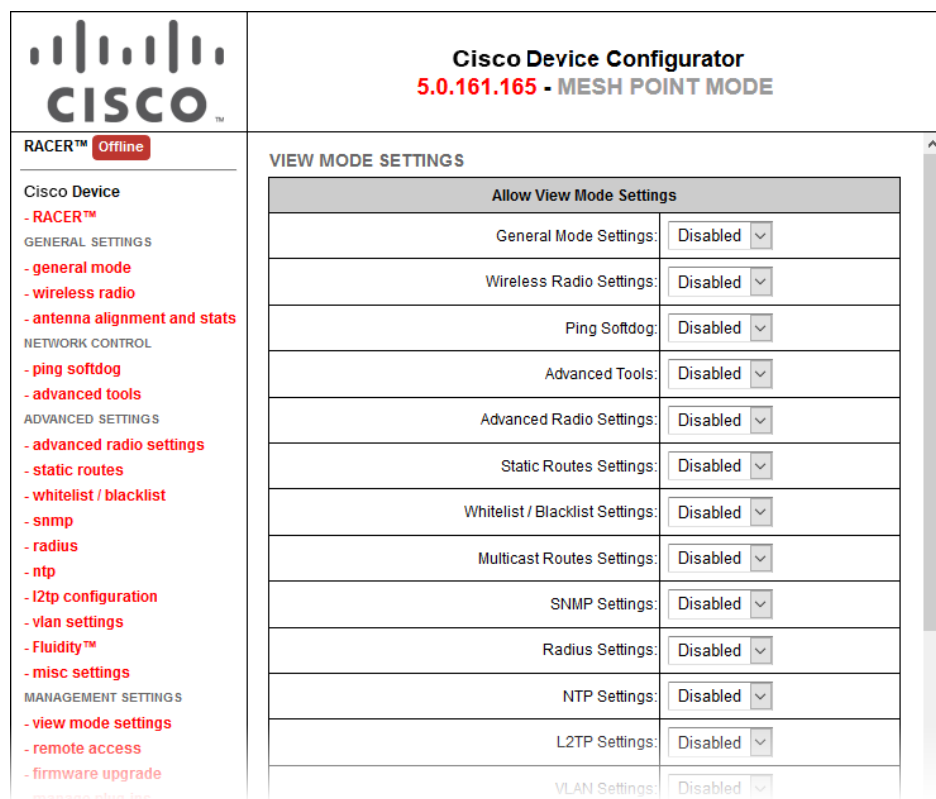 CISCO™
Cisco Device Configurator
5.0.161.165 - MESH POINT MODE
RACER™ Offline
Cisco Device
- RACER™
GENERAL SETTINGS
- general mode
- wireless radio
- antenna alignment and stats
NETWORK CONTROL
- ping softdog
- advanced tools
ADVANCED SETTINGS
- advanced radio settings
- static routes
- whitelist / blacklist
- snmp
- radius
- ntp
- l2tp configuration
- vlan settings
- Fluidity™
- misc settings
MANAGEMENT SETTINGS
- view mode settings
- remote access
- firmware upgrade
- manage plug-ins
VIEW MODE SETTINGS
Allow View Mode Settings
General Mode Settings: Disabled
Wireless Radio Settings: Disabled
Ping Softdog: Disabled
Advanced Tools: Disabled
Advanced Radio Settings: Disabled
Static Routes Settings: Disabled
Whitelist / Blacklist Settings: Disabled
Multicast Routes Settings: Disabled
SNMP Settings: Disabled
Radius Settings: Disabled
NTP Settings: Disabled
L2TP Settings: Disabled
VLAN Settings: Disabled